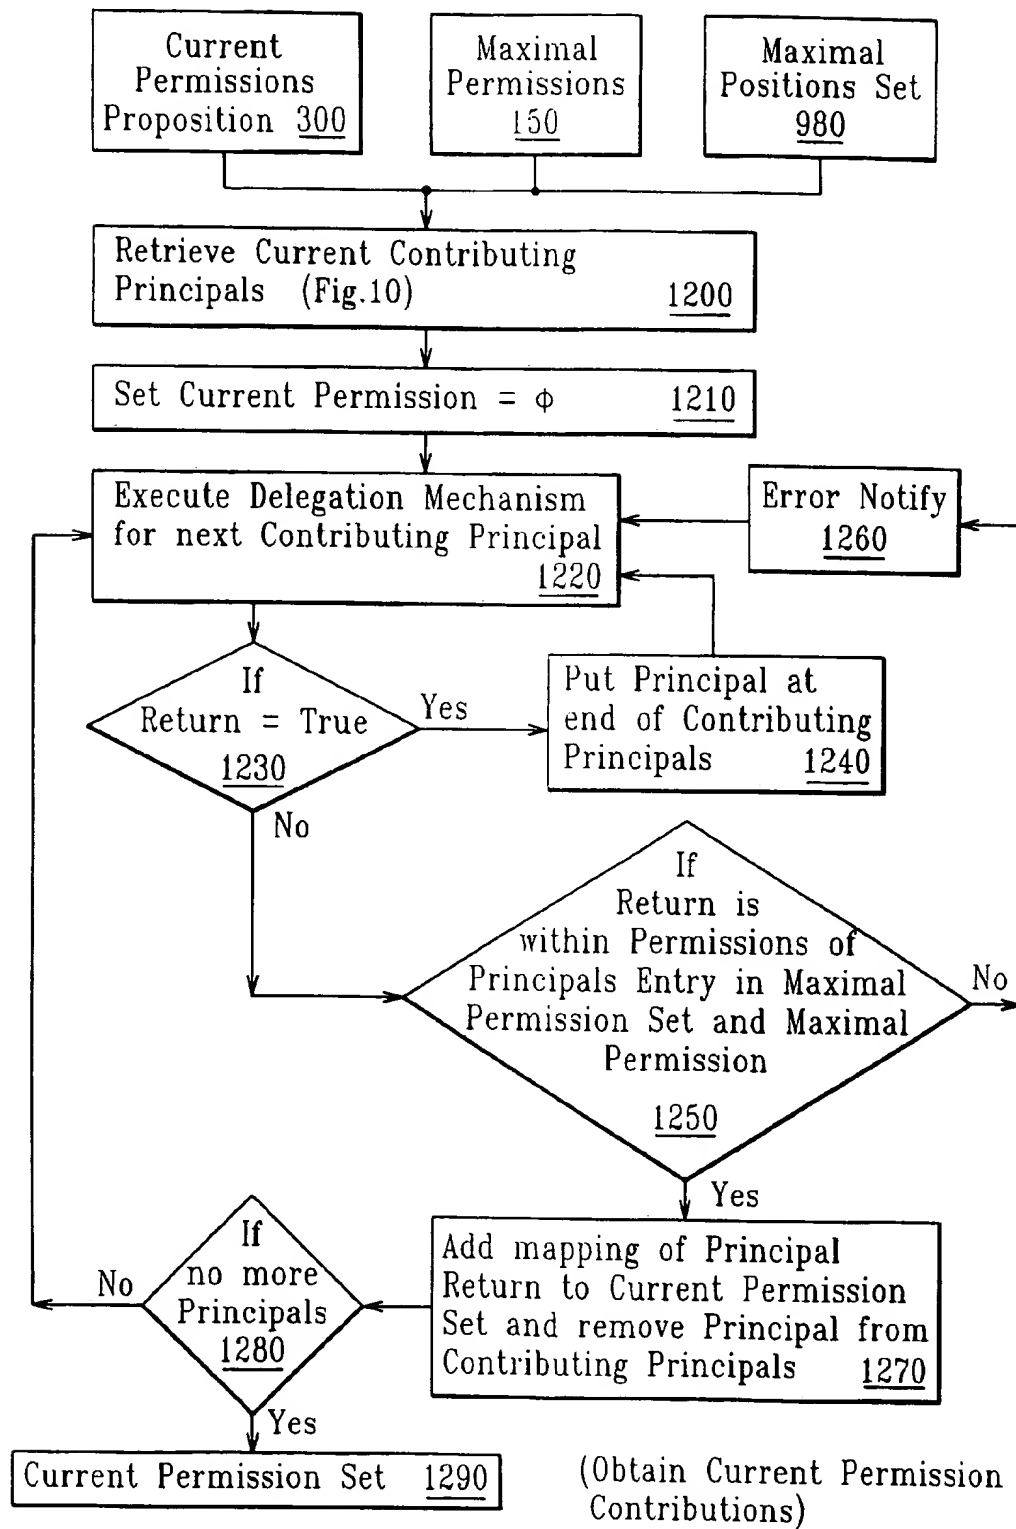 Current
Permissions
Proposition 300
Maximal
Permissions
150
Maximal
Positions Set
980
Retrieve Current Contributing
Principals (Fig.10) 1200
Set Current Permission = ϕ 1210
Execute Delegation Mechanism
for next Contributing Principal
1220
Error Notify
1260
If
Return = True
1230
Yes
Put Principal at
end of Contributing
Principals 1240
No
If
Return is
within Permissions of
Principals Entry in Maximal
Permission Set and Maximal
Permission
1250
No
Yes
Add mapping of Principal
Return to Current Permission
Set and remove Principal from
Contributing Principals 1270
If
no more
Principals
1280
No
Yes
Current Permission Set 1290
(Obtain Current Permission
Contributions)